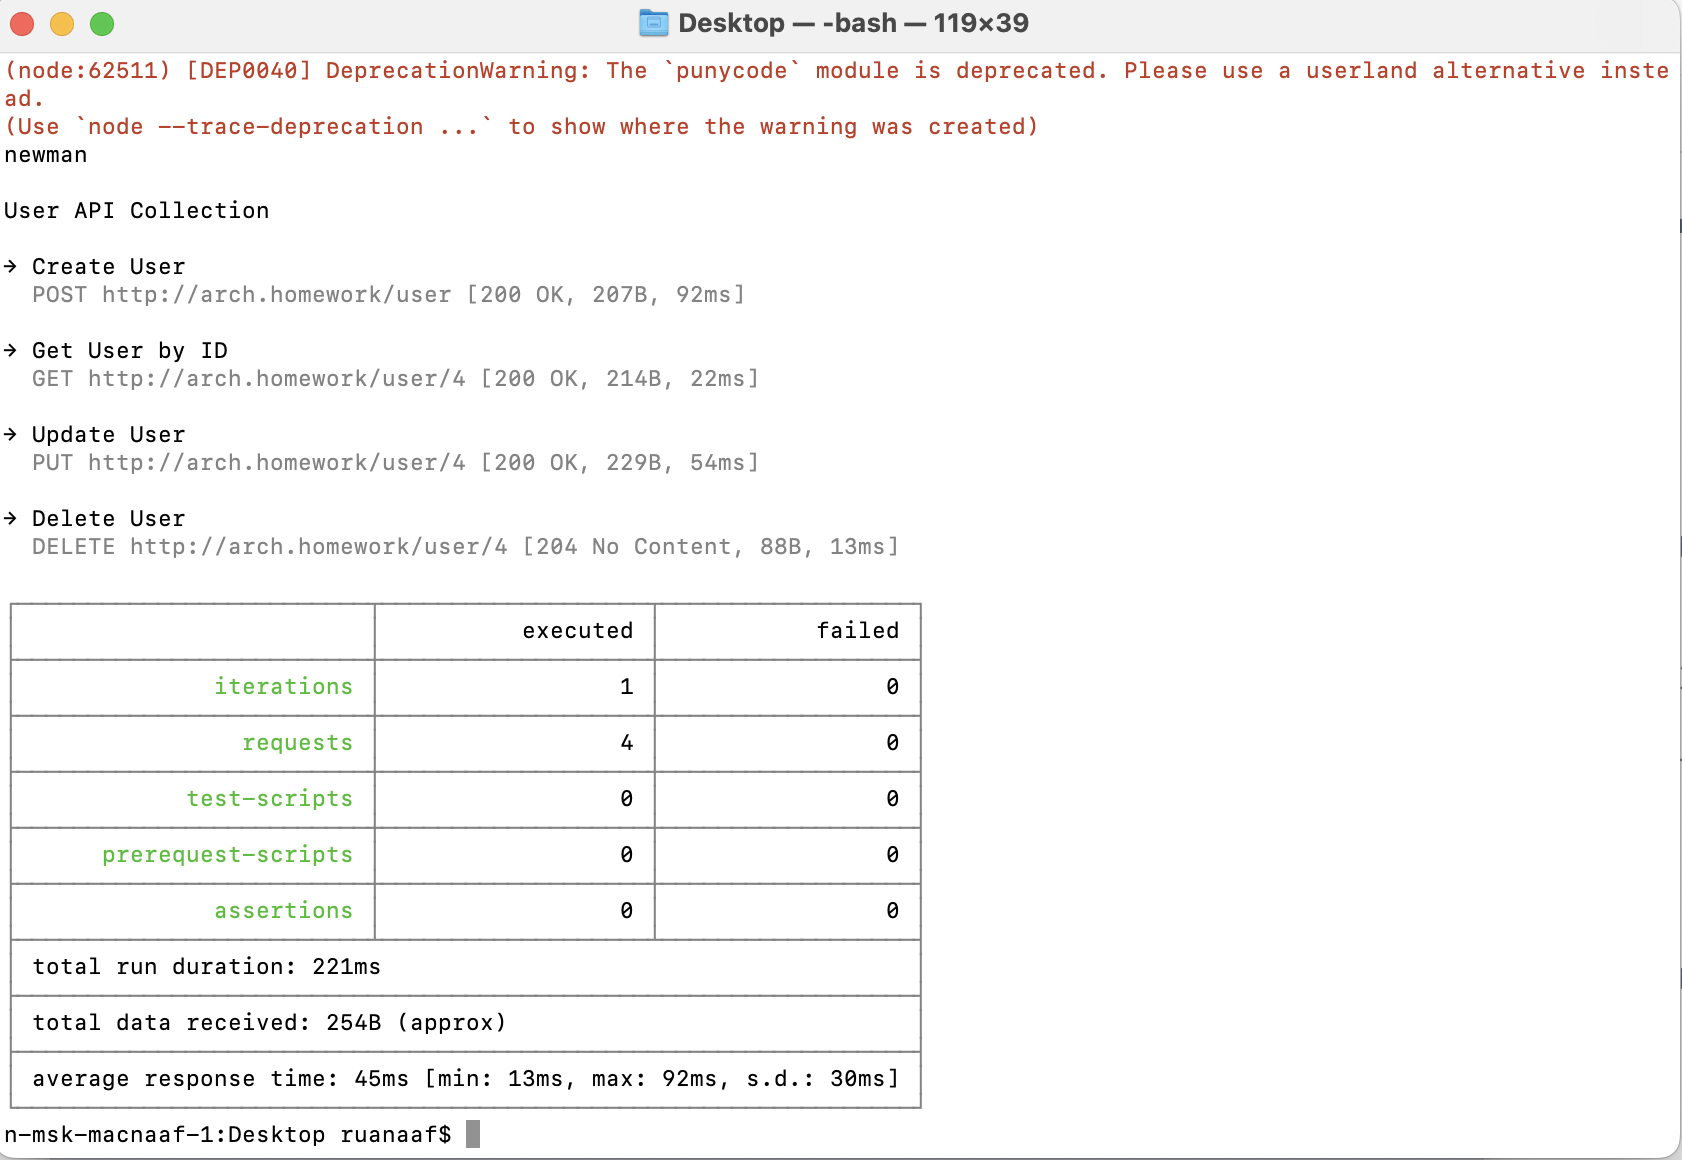 Desktop — -bash — 119×39
(node:62511) [DEP0040] DeprecationWarning: The `punycode` module is deprecated. Please use a userland alternative inste
ad.
(Use `node --trace-deprecation ...` to show where the warning was created)
newman

User API Collection

→ Create User
  POST http://arch.homework/user [200 OK, 207B, 92ms]

→ Get User by ID
  GET http://arch.homework/user/4 [200 OK, 214B, 22ms]

→ Update User
  PUT http://arch.homework/user/4 [200 OK, 229B, 54ms]

→ Delete User
  DELETE http://arch.homework/user/4 [204 No Content, 88B, 13ms]

executed failed
iterations 1 0
requests 4 0
test-scripts 0 0
prerequest-scripts 0 0
assertions 0 0
total run duration: 221ms
total data received: 254B (approx)
average response time: 45ms [min: 13ms, max: 92ms, s.d.: 30ms]
n-msk-macnaaf-1:Desktop ruanaaf$